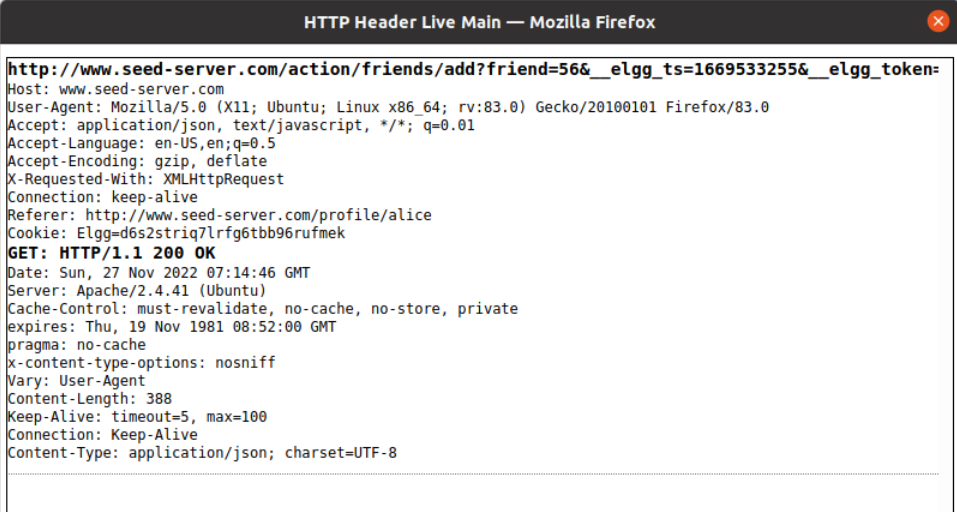 HTTP Header Live Main — Mozilla Firefox
http://www.seed-server.com/action/friends/add?friend=56&__elgg_ts=1669533255&__elgg_token=
Host: www.seed-server.com
User-Agent: Mozilla/5.0 (X11; Ubuntu; Linux x86_64; rv:83.0) Gecko/20100101 Firefox/83.0
Accept: application/json, text/javascript, */*; q=0.01
Accept-Language: en-US,en;q=0.5
Accept-Encoding: gzip, deflate
X-Requested-With: XMLHttpRequest
Connection: keep-alive
Referer: http://www.seed-server.com/profile/alice
Cookie: Elgg=d6s2striq7lrfg6tbb96rufmek
GET: HTTP/1.1 200 OK
Date: Sun, 27 Nov 2022 07:14:46 GMT
Server: Apache/2.4.41 (Ubuntu)
Cache-Control: must-revalidate, no-cache, no-store, private
expires: Thu, 19 Nov 1981 08:52:00 GMT
pragma: no-cache
x-content-type-options: nosniff
Vary: User-Agent
Content-Length: 388
Keep-Alive: timeout=5, max=100
Connection: Keep-Alive
Content-Type: application/json; charset=UTF-8